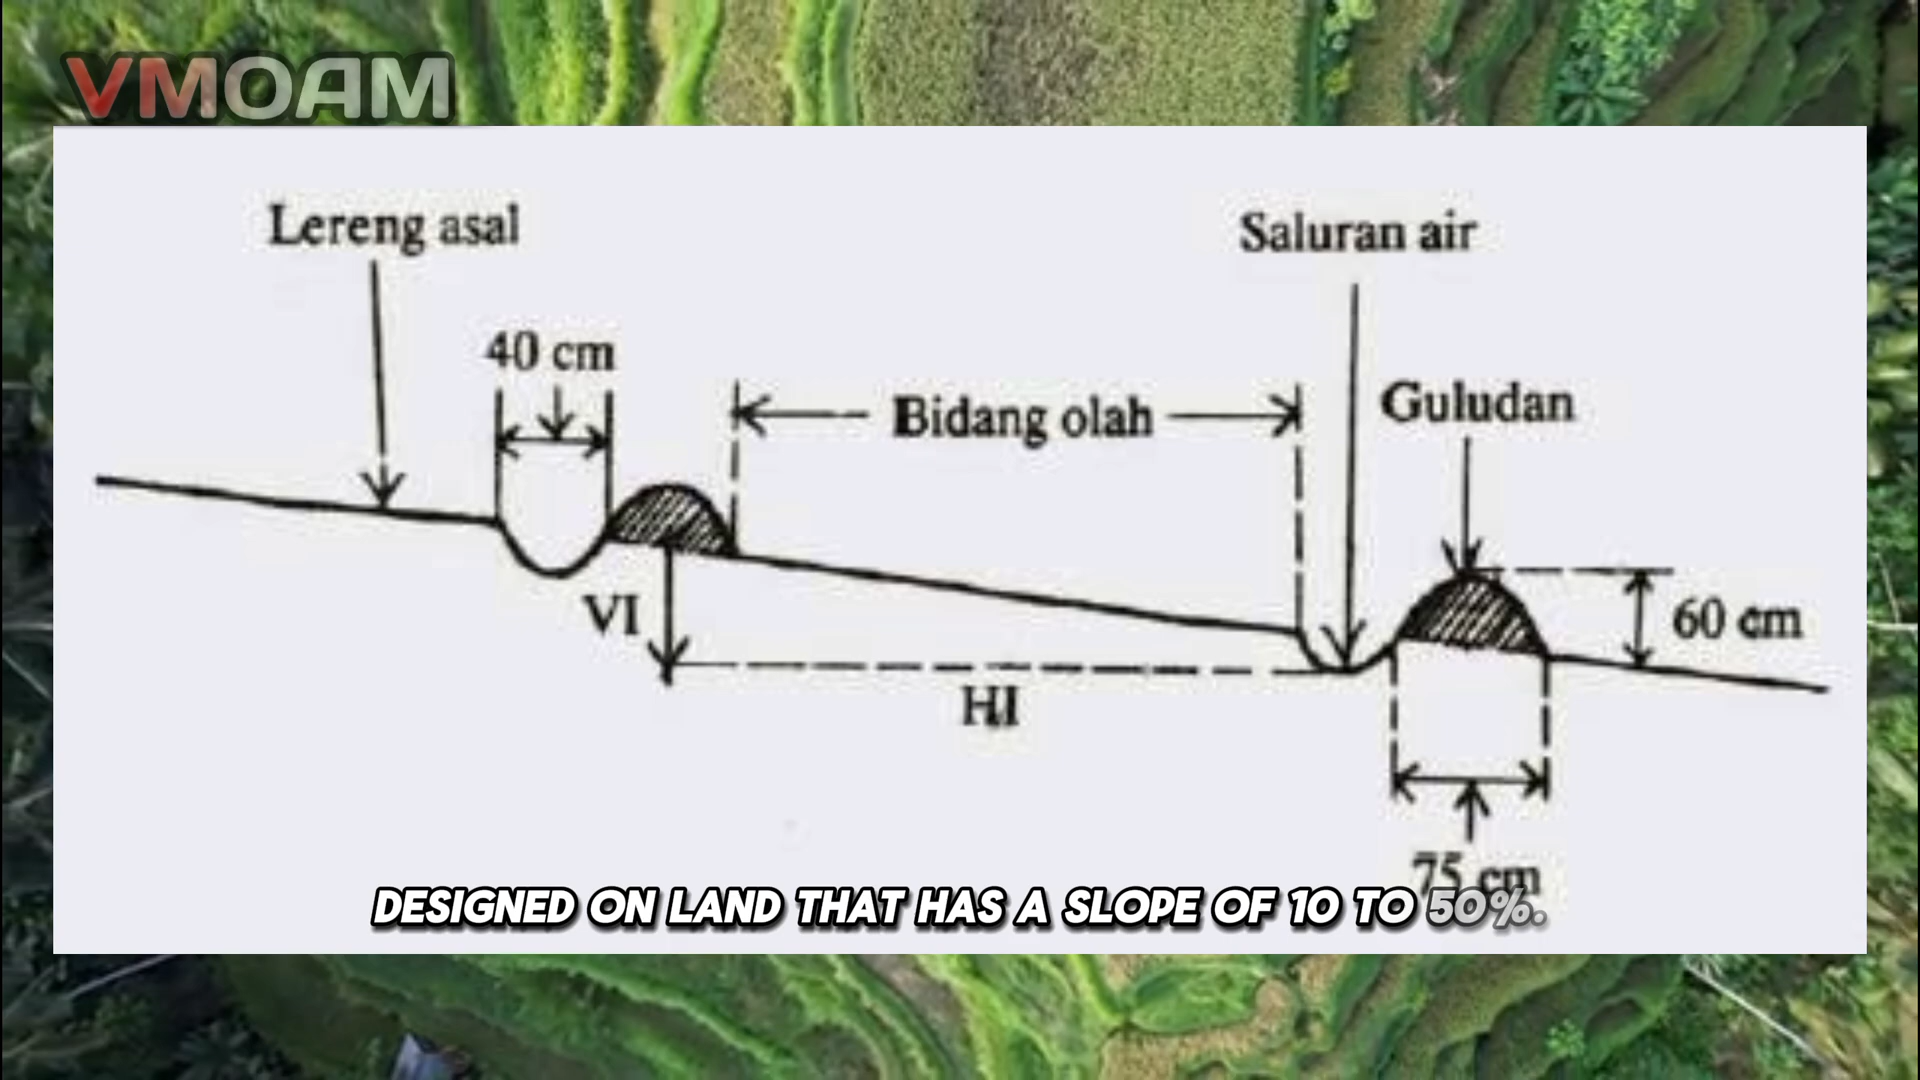 VMOAM
Lereng asal
Saluran air
40 cm
Bidang olah
Guludan
VI
60 cm
HI
75 cm
DESIGNED ON LAND THAT HAS A SLOPE OF 10 TO 50%.